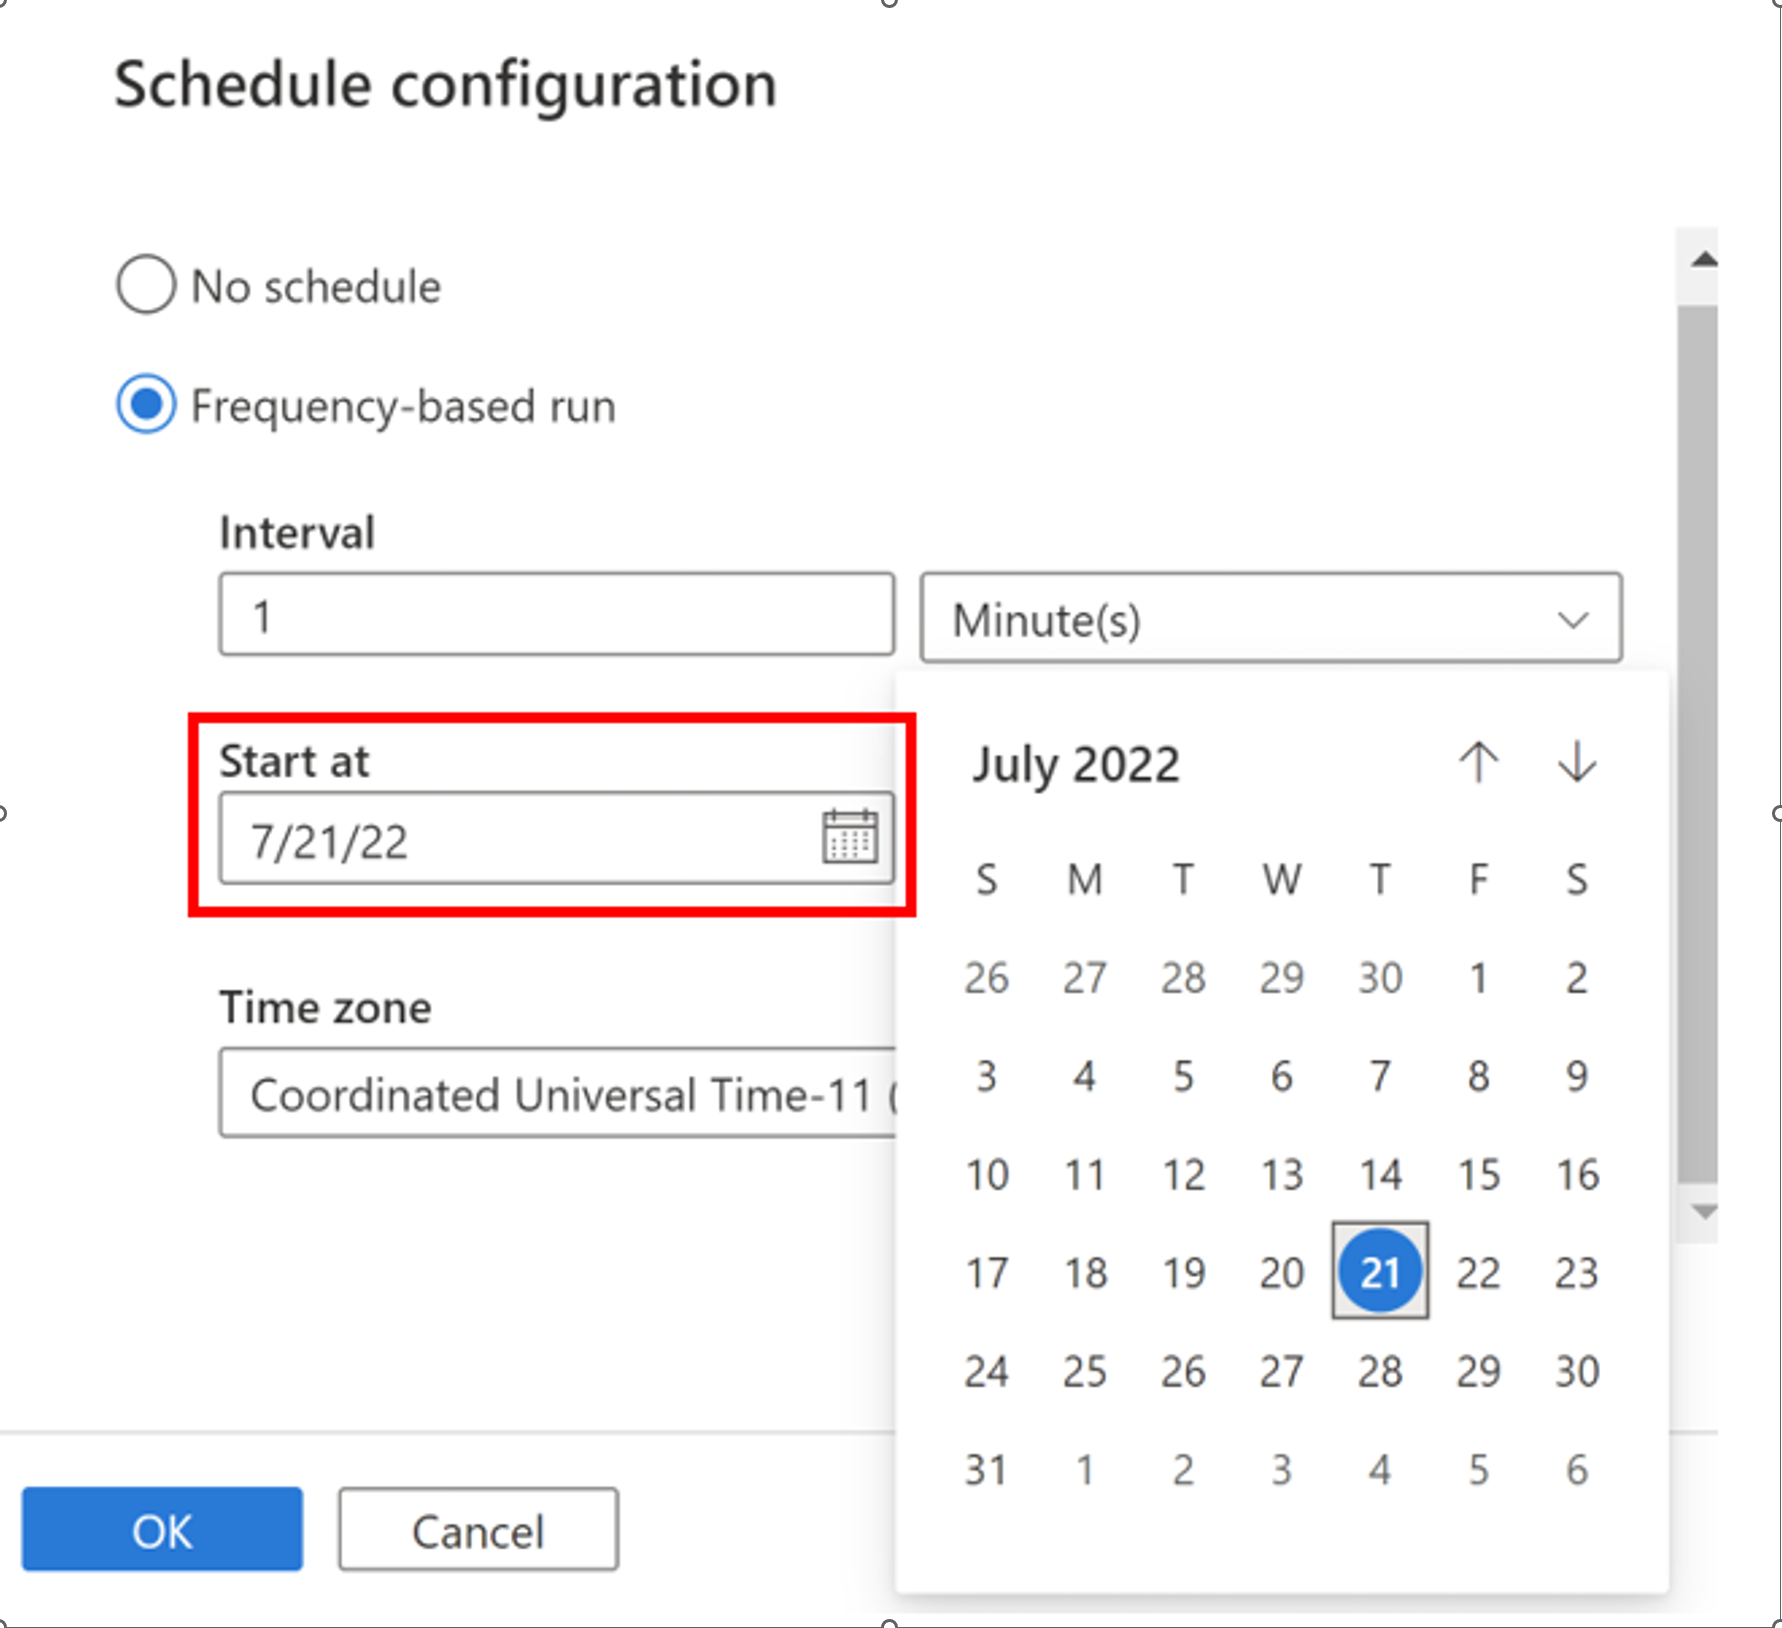 Schedule configuration
No schedule
Frequency-based run
Interval
1
Minute(s)
Start at
7/21/22
Time zone
Coordinated Universal Time-11 (
July 2022
S M T W T F S
26 27 28 29 30 1 2
3 4 5 6 7 8 9
10 11 12 13 14 15 16
17 18 19 20 21 22 23
24 25 26 27 28 29 30
31 1 2 3 4 5 6
OK
Cancel